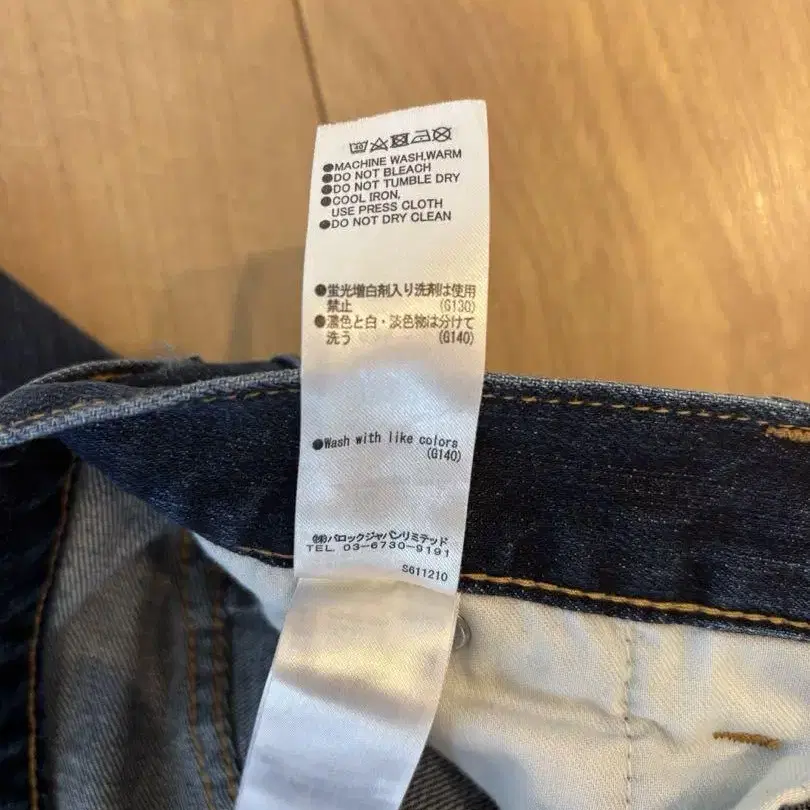 ●MACHINE WASH,WARM
●DO NOT BLEACH
●DO NOT TUMBLE DRY
●COOL IRON,
USE PRESS CLOTH
●DO NOT DRY CLEAN
●蛍光増白剤入り洗剤は使用
禁止 (G130)
●濃色と白・淡色物は分けて
洗う (G140)
●Wash with like colors
(G140)
㈱バロックジャパンリミテッド
TEL. 03-6730-9191
S611210